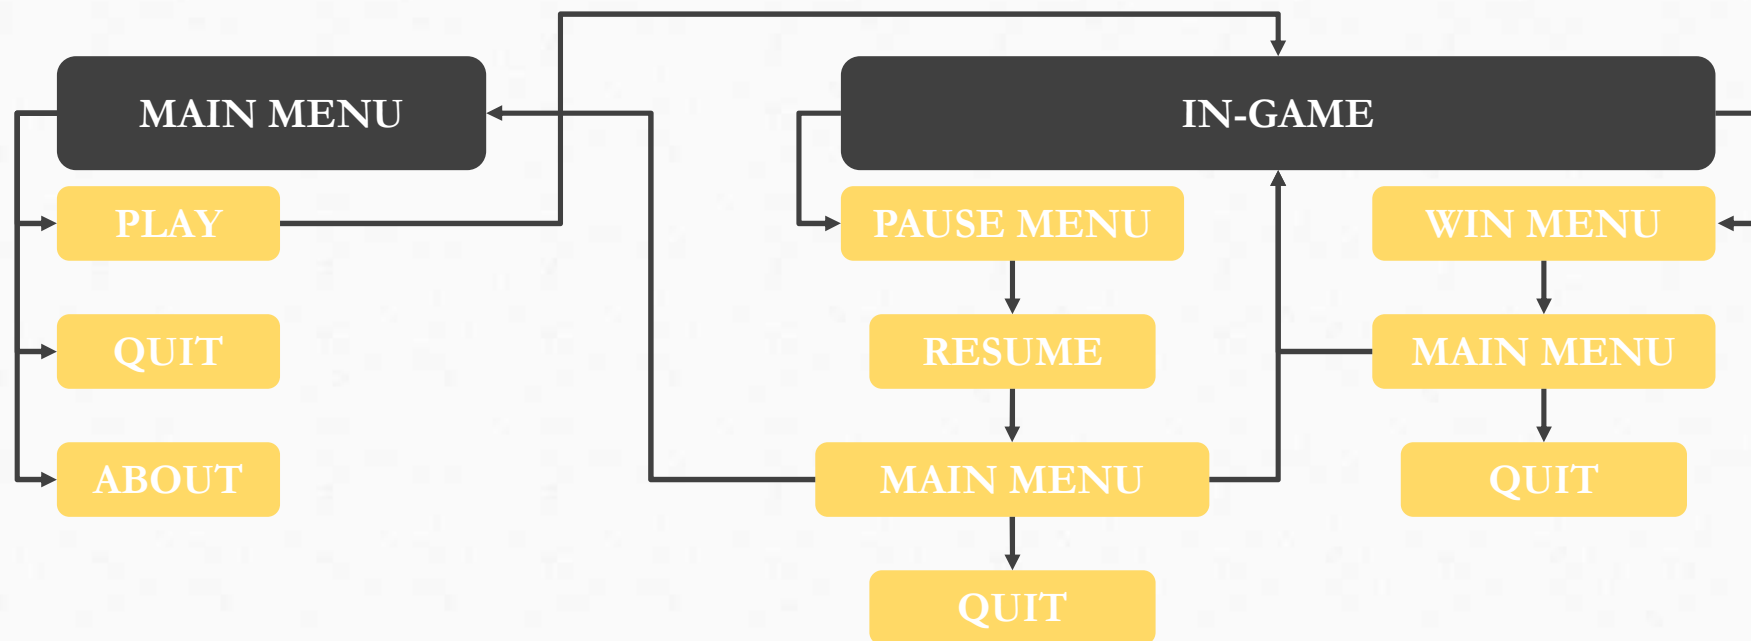 MAIN MENU
PLAY
QUIT
ABOUT
IN-GAME
PAUSE MENU
RESUME
MAIN MENU
QUIT
WIN MENU
MAIN MENU
QUIT